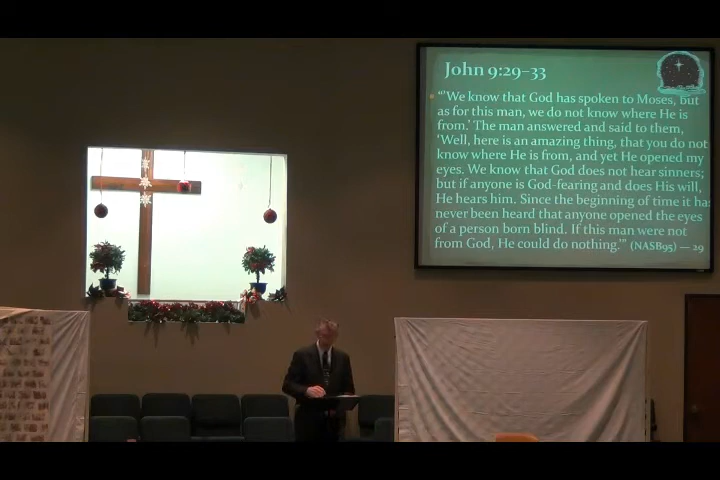 John 9:29–33
“‘We know that God has spoken to Moses, but
as for this man, we do not know where He is
from.’ The man answered and said to them,
‘Well, here is an amazing thing, that you do not
know where He is from, and yet He opened my
eyes. We know that God does not hear sinners;
but if anyone is God-fearing and does His will,
He hears him. Since the beginning of time it has
never been heard that anyone opened the eyes
of a person born blind. If this man were not
from God, He could do nothing.’” (NASB95) — 29